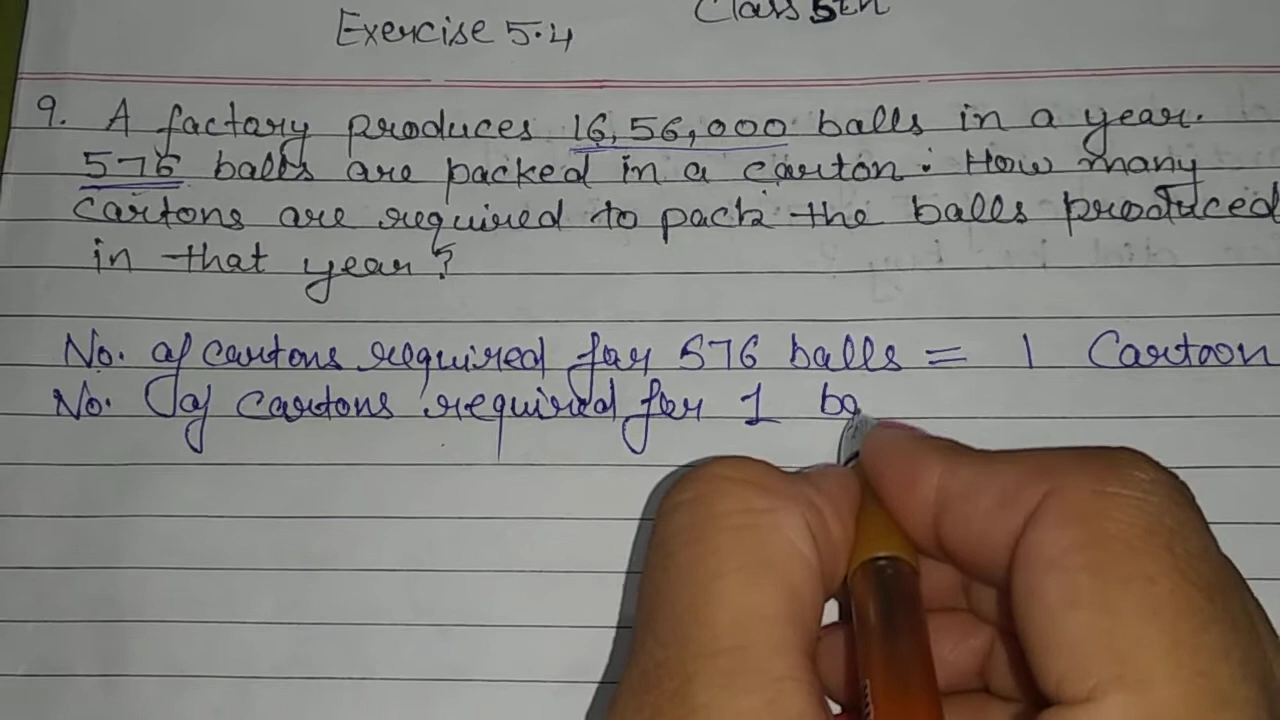 Class 5th
Exercise 5.4
9. A factory produces 16,56,000 balls in a year.
576 balls are packed in a carton. How many
cartons are required to pack the balls produced
in that year?
No. of cartons required for 576 balls = 1 Cartoon
No. of cartons required for 1 ba